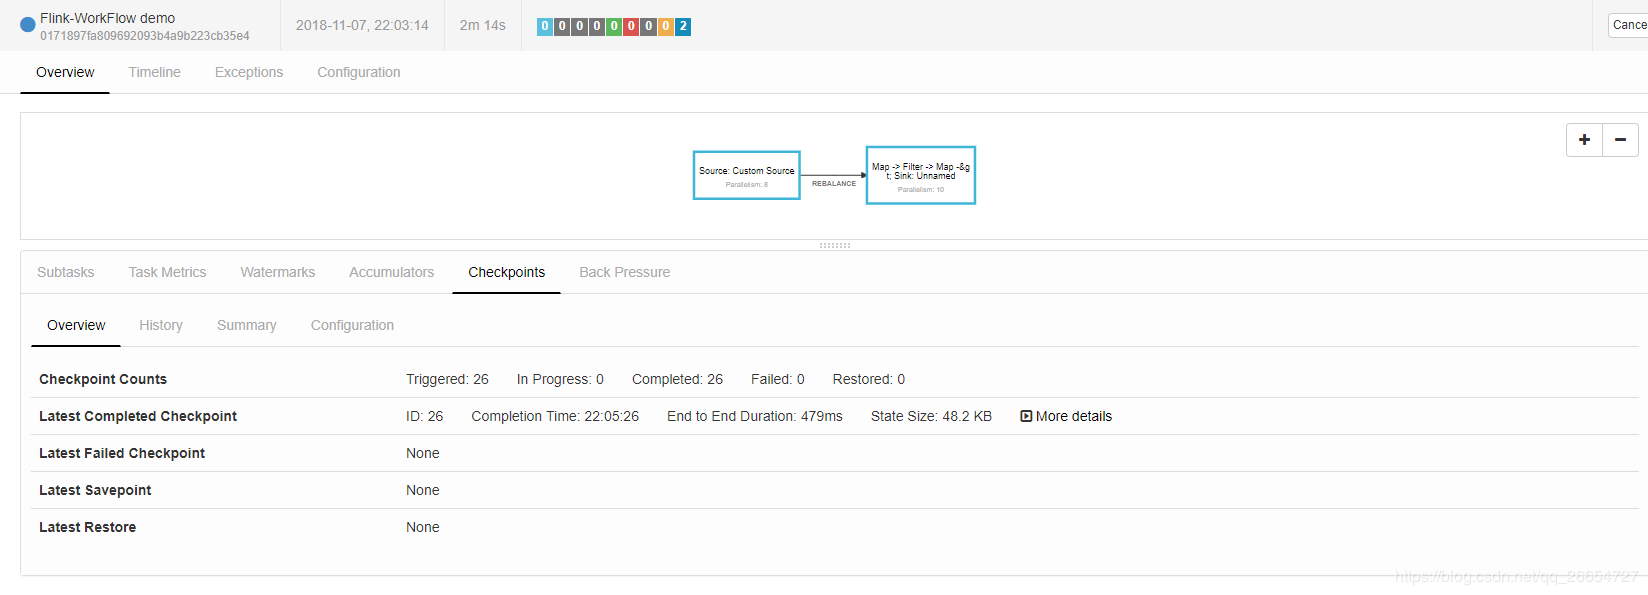 Flink-WorkFlow demo
0171897fa809692093b4a9b223cb35e4
2018-11-07, 22:03:14
2m 14s
0 0 0 0 0 0 0 0 2
Cance
Overview Timeline Exceptions Configuration
+ −
Source: Custom Source
Parallelism: 8
REBALANCE
Map -> Filter -> Map -&g
t; Sink: Unnamed
Parallelism: 10
Subtasks Task Metrics Watermarks Accumulators Checkpoints Back Pressure
Overview History Summary Configuration
Checkpoint Counts Triggered: 26 In Progress: 0 Completed: 26 Failed: 0 Restored: 0
Latest Completed Checkpoint ID: 26 Completion Time: 22:05:26 End to End Duration: 479ms State Size: 48.2 KB More details
Latest Failed Checkpoint None
Latest Savepoint None
Latest Restore None
https://blog.csdn.net/qq_26654727